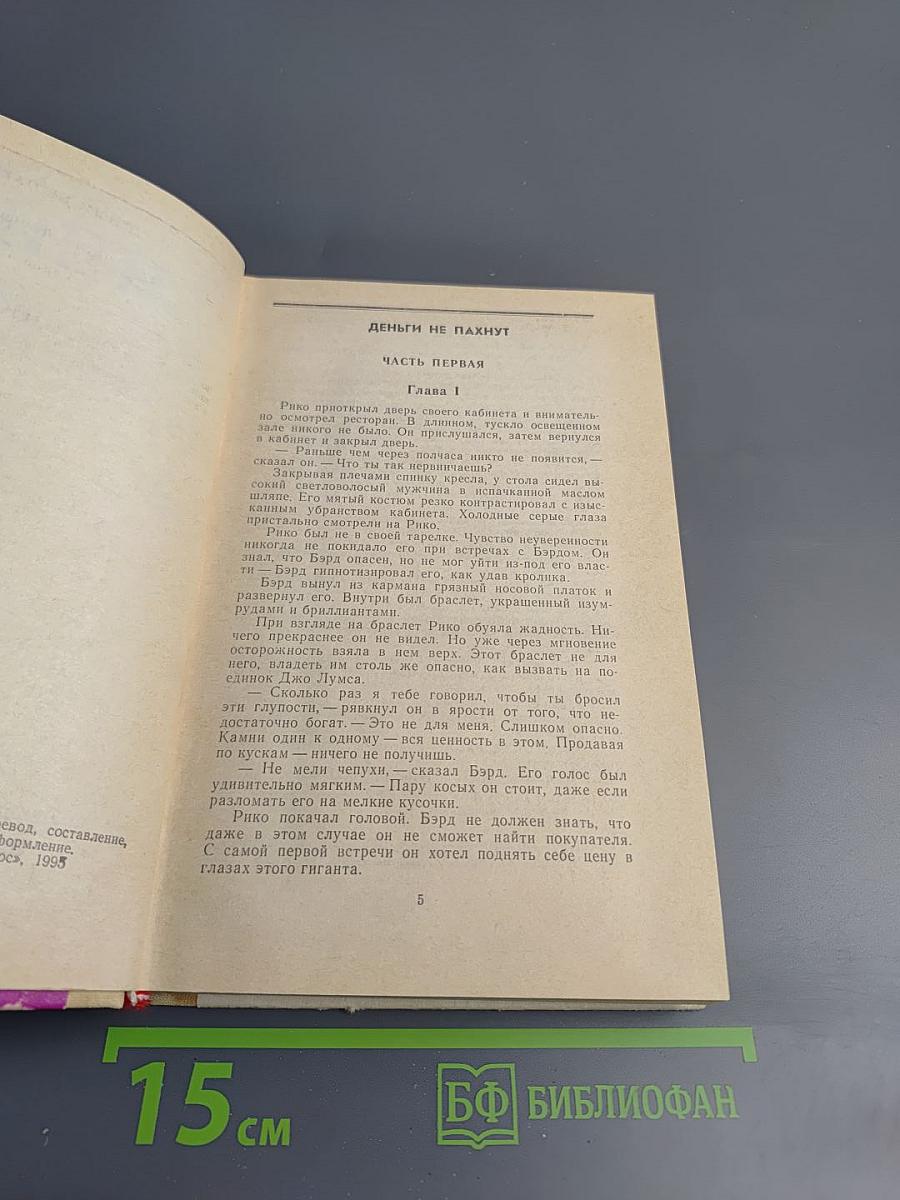 евод, составление,
формление.
ос», 1995
ДЕНЬГИ НЕ ПАХНУТ
ЧАСТЬ ПЕРВАЯ
Глава I
Рико приоткрыл дверь своего кабинета и вниматель-
но осмотрел ресторан. В длинном, тускло освещенном
зале никого не было. Он прислушался, затем вернулся
в кабинет и закрыл дверь.
— Раньше чем через полчаса никто не появится, —
сказал он. — Что ты так нервничаешь?
Закрывая плечами спинку кресла, у стола сидел вы-
сокий светловолосый мужчина в испачканной маслом
шляпе. Его мятый костюм резко контрастировал с изыс-
канным убранством кабинета. Холодные серые глаза
пристально смотрели на Рико.
Рико был не в своей тарелке. Чувство неуверенности
никогда не покидало его при встречах с Бэрдом. Он
знал, что Бэрд опасен, но не мог уйти из-под его влас-
ти — Бэрд гипнотизировал его, как удав кролика.
Бэрд вынул из кармана грязный носовой платок и
развернул его. Внутри был браслет, украшенный изум-
рудами и бриллиантами.
При взгляде на браслет Рико обуяла жадность. Ни-
чего прекраснее он не видел. Но уже через мгновение
осторожность взяла в нем верх. Этот браслет не для
него, владеть им столь же опасно, как вызвать на по-
единок Джо Лумса.
— Сколько раз я тебе говорил, чтобы ты бросил
эти глупости, — рявкнул он в ярости от того, что не-
достаточно богат. — Это не для меня. Слишком опасно.
Камни один к одному — вся ценность в этом. Продавая
по кускам — ничего не получишь.
— Не мели чепухи, — сказал Бэрд. Его голос был
удивительно мягким. — Пару косых он стоит, даже если
разломать его на мелкие кусочки.
Рико покачал головой. Бэрд не должен знать, что
даже в этом случае он не сможет найти покупателя.
С самой первой встречи он хотел поднять себе цену в
глазах этого гиганта.
5
15 см
БФ БИБЛИОФАН